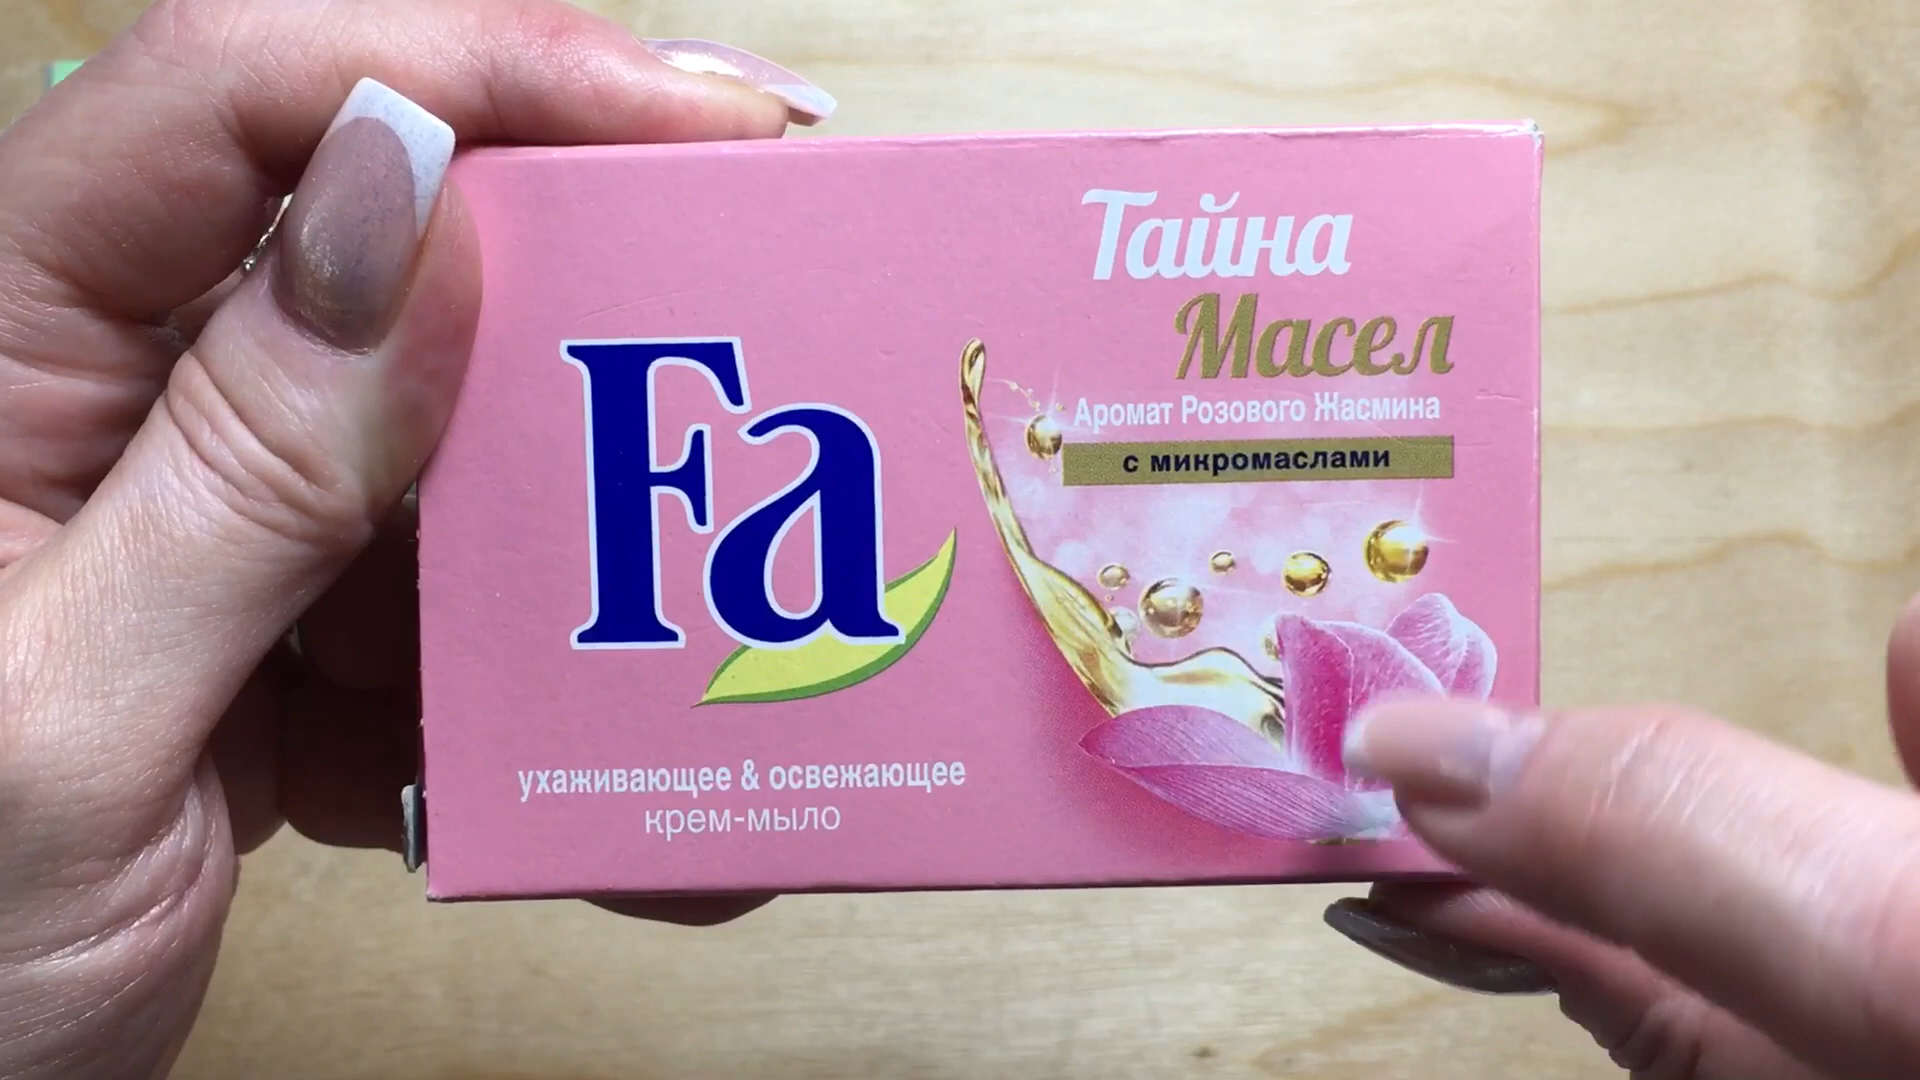 Тайна
Масел
Аромат Розового Жасмина
с микромаслами
Fa
ухаживающее & освежающее
крем-мыло